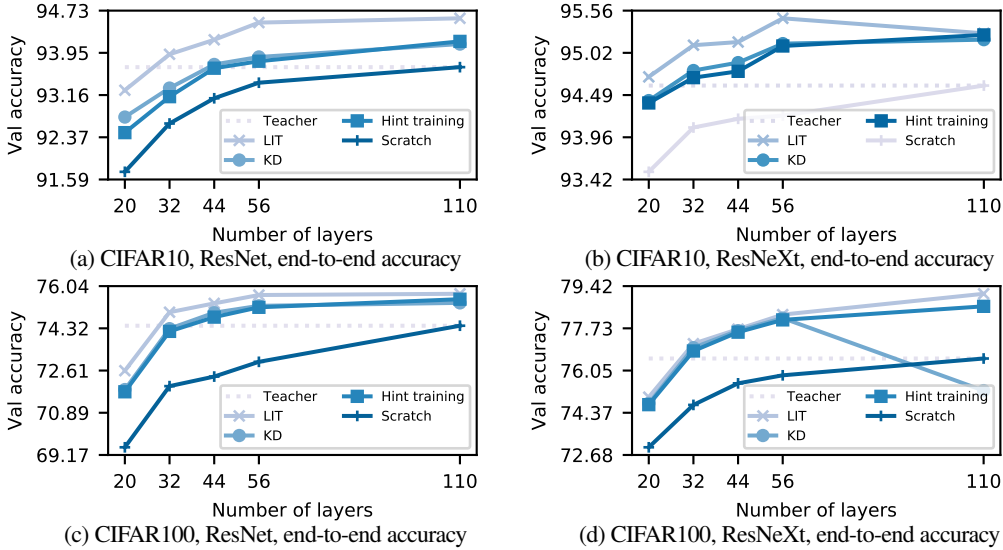 94.73
93.95
93.16
92.37
91.59
Val accuracy
Teacher
LIT
KD
Hint training
Scratch
20 32 44 56 110
Number of layers
(a) CIFAR10, ResNet, end-to-end accuracy
95.56
95.02
94.49
93.96
93.42
Val accuracy
Teacher
LIT
KD
Hint training
Scratch
20 32 44 56 110
Number of layers
(b) CIFAR10, ResNeXt, end-to-end accuracy
76.04
74.32
72.61
70.89
69.17
Val accuracy
Teacher
LIT
KD
Hint training
Scratch
20 32 44 56 110
Number of layers
(c) CIFAR100, ResNet, end-to-end accuracy
79.42
77.73
76.05
74.37
72.68
Val accuracy
Teacher
LIT
KD
Hint training
Scratch
20 32 44 56 110
Number of layers
(d) CIFAR100, ResNeXt, end-to-end accuracy